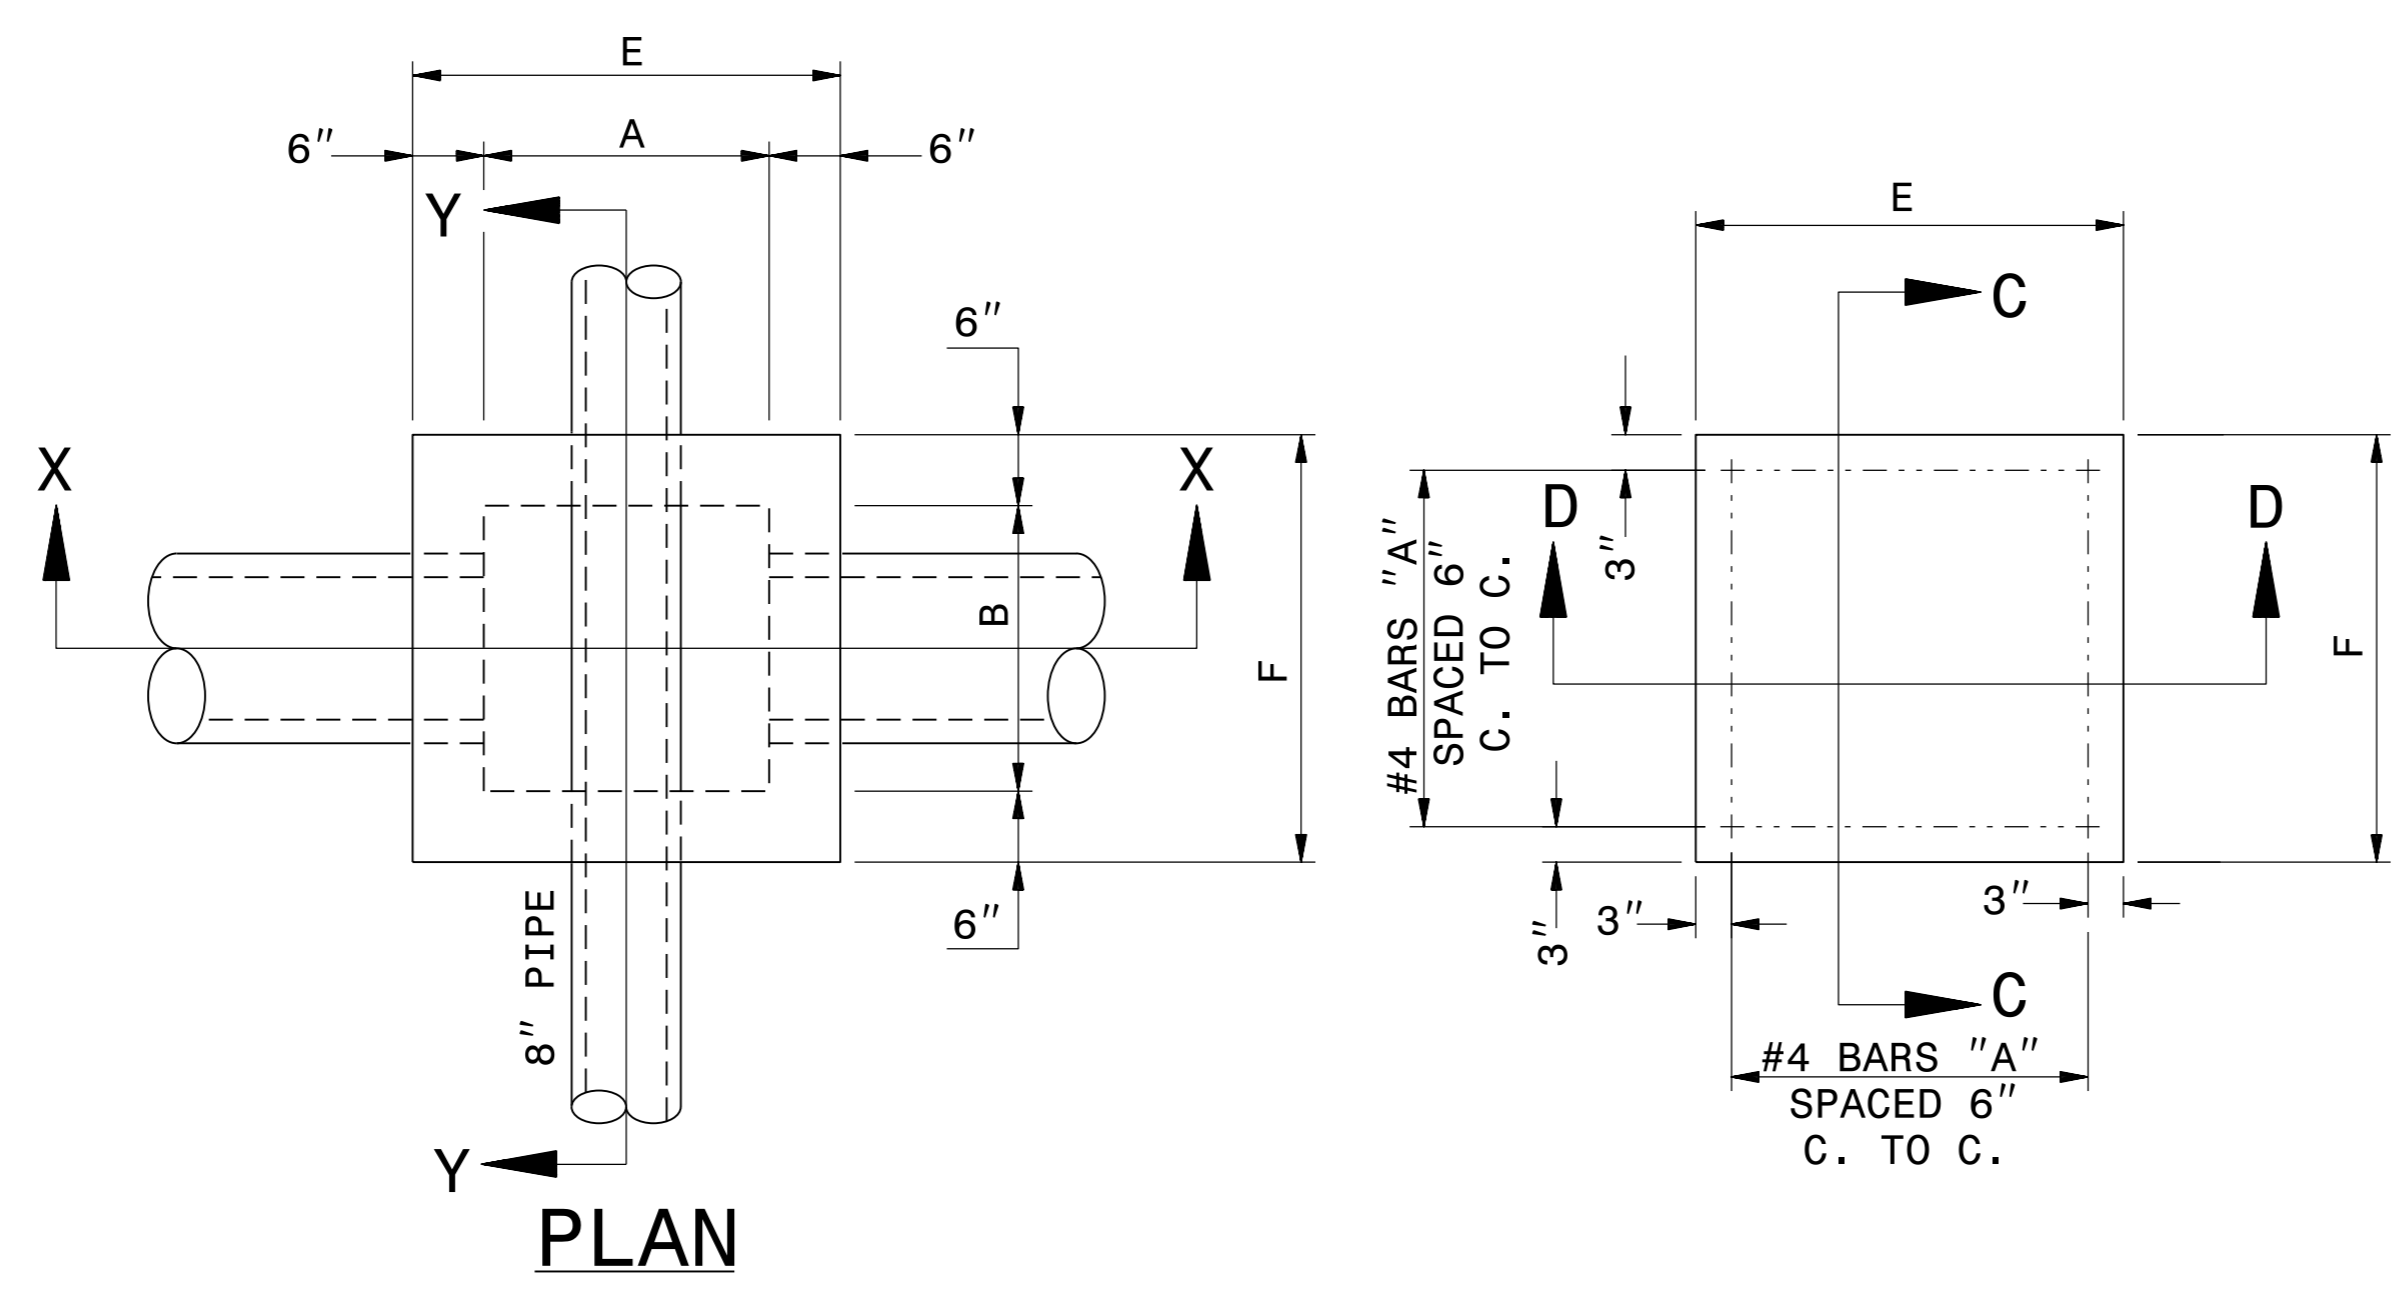 E
6" A 6"
Y
6"
X
X
B
F
8" PIPE
6"
Y
PLAN
E
C
3"
D
D
#4 BARS "A"
SPACED 6"
C. TO C.
F
3"
3"
3"
C
#4 BARS "A"
SPACED 6"
C. TO C.